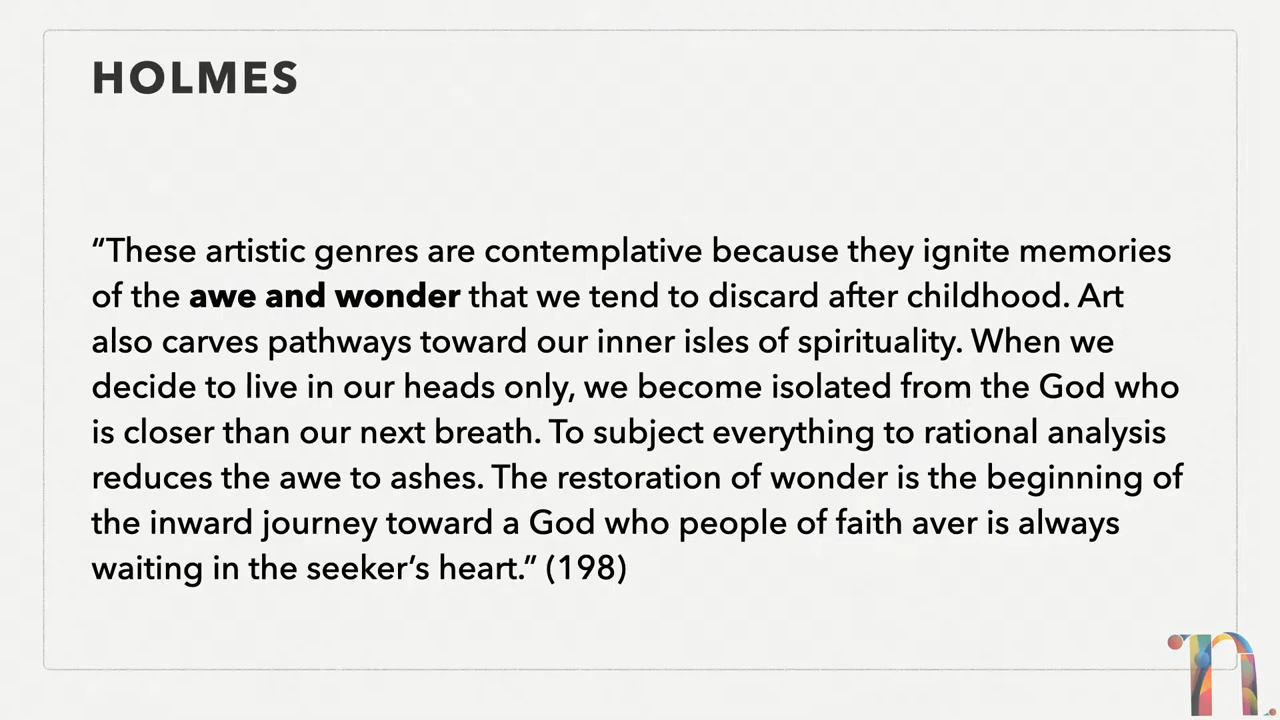 HOLMES
“These artistic genres are contemplative because they ignite memories
of the awe and wonder that we tend to discard after childhood. Art
also carves pathways toward our inner isles of spirituality. When we
decide to live in our heads only, we become isolated from the God who
is closer than our next breath. To subject everything to rational analysis
reduces the awe to ashes. The restoration of wonder is the beginning of
the inward journey toward a God who people of faith aver is always
waiting in the seeker’s heart.” (198)
n.